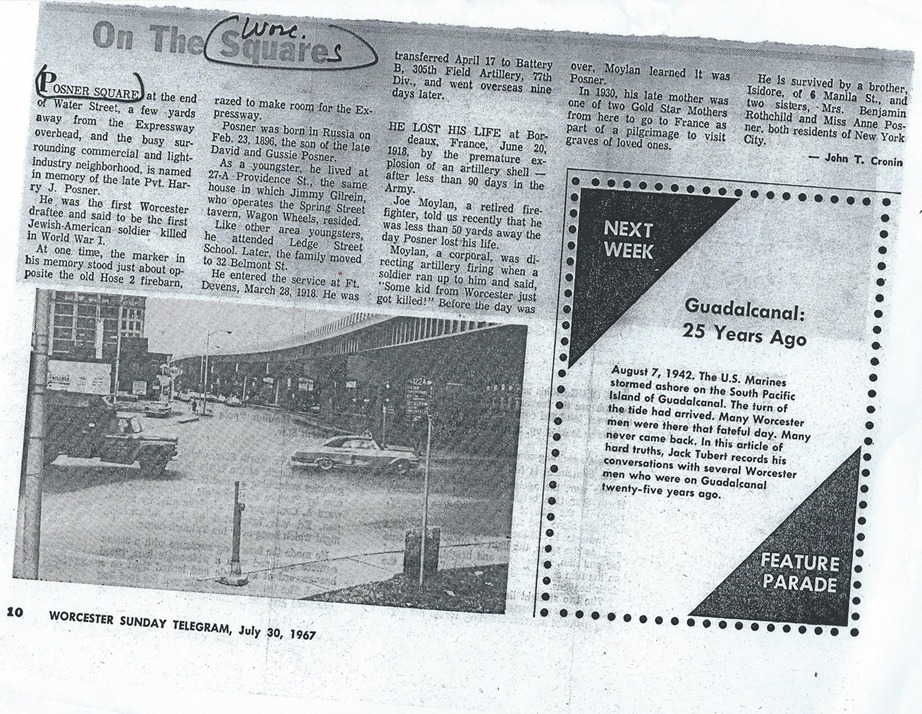 On The Squares
Worc.
POSNER SQUARE at the end
of Water Street, a few yards
away from the Expressway
overhead, and the busy sur-
rounding commercial and light-
industry neighborhood, is named
in memory of the late Pvt. Har-
ry J. Posner.
He was the first Worcester
draftee and said to be the first
Jewish-American soldier killed
in World War I.
At one time, the marker in
his memory stood just about op-
posite the old Hose 2 firebarn,
razed to make room for the Ex-
pressway.
Posner was born in Russia on
Feb. 23, 1896, the son of the late
David and Gussie Posner.
As a youngster, he lived at
27-A Providence St., the same
house in which Jimmy Gilrein,
who operates the Spring Street
tavern, Wagon Wheels, resided.
Like other area youngsters,
he attended Ledge Street
School. Later, the family moved
to 32 Belmont St.
He entered the service at Ft.
Devens, March 28, 1918. He was
transferred April 17 to Battery
B, 305th Field Artillery, 77th
Div., and went overseas nine
days later.
HE LOST HIS LIFE at Bor-
deaux, France, June 20,
1918, by the premature ex-
plosion of an artillery shell —
after less than 90 days in the
Army.
Joe Moylan, a retired fire-
fighter, told us recently that he
was less than 50 yards away the
day Posner lost his life.
Moylan, a corporal, was di-
recting artillery firing when a
soldier ran up to him and said,
"Some kid from Worcester just
got killed!" Before the day was
over, Moylan learned it was
Posner.
In 1930, his late mother was
one of two Gold Star Mothers
from here to go to France as
part of a pilgrimage to visit
graves of loved ones.
He is survived by a brother,
Isidore, of 6 Manila St., and
two sisters, Mrs. Benjamin
Rothchild and Miss Anne Pos-
ner, both residents of New York
City.
— John T. Cronin
NEXT
WEEK
Guadalcanal:
25 Years Ago
August 7, 1942. The U.S. Marines
stormed ashore on the South Pacific
Island of Guadalcanal. The turn of
the tide had arrived. Many Worcester
men were there that fateful day. Many
never came back. In this article of
hard truths, Jack Tubert records his
conversations with several Worcester
men who were on Guadalcanal
twenty-five years ago.
FEATURE
PARADE
10 WORCESTER SUNDAY TELEGRAM, July 30, 1967